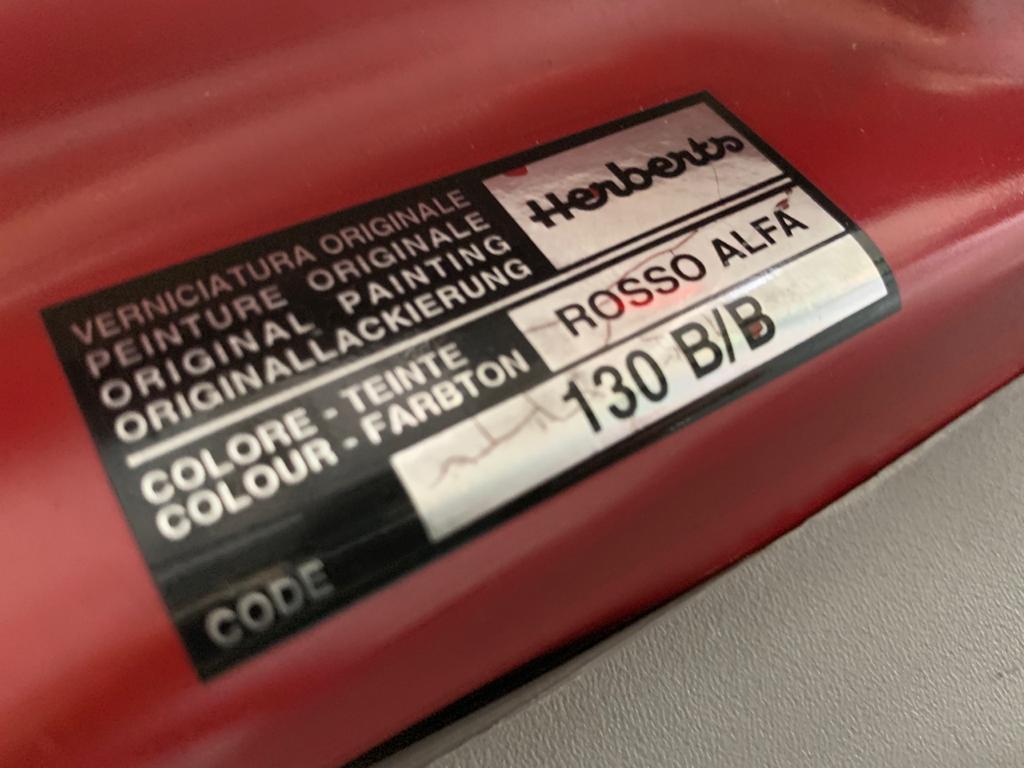 VERNICIATURA ORIGINALE
PEINTURE ORIGINALE
ORIGINAL PAINTING
ORIGINALLACKIERUNG
Herberts
COLORE - TEINTE
COLOUR - FARBTON
ROSSO ALFA
130 B/B
CODE